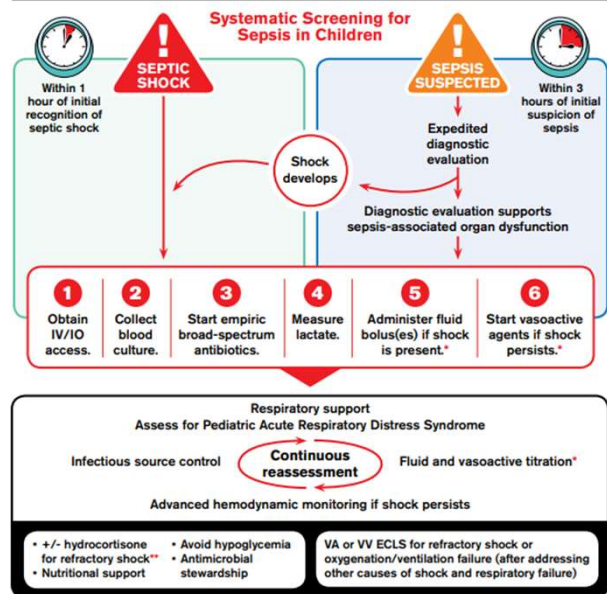 Systematic Screening for
Sepsis in Children
SEPTIC
SHOCK
SEPSIS
SUSPECTED
Within 1
hour of initial
recognition of
septic shock
Within 3
hours of initial
suspicion of
sepsis
Expedited
diagnostic
evaluation
Shock
develops
Diagnostic evaluation supports
sepsis-associated organ dysfunction
1
Obtain
IV/IO
access.
2
Collect
blood
culture.
3
Start empiric
broad-spectrum
antibiotics.
4
Measure
lactate.
5
Administer fluid
bolus(es) if shock
is present.*
6
Start vasoactive
agents if shock
persists.*
Respiratory support
Assess for Pediatric Acute Respiratory Distress Syndrome
Infectious source control
Continuous
reassessment
Fluid and vasoactive titration*
Advanced hemodynamic monitoring if shock persists
• +/- hydrocortisone
for refractory shock**
• Nutritional support
• Avoid hypoglycemia
• Antimicrobial
stewardship
VA or VV ECLS for refractory shock or
oxygenation/ventilation failure (after addressing
other causes of shock and respiratory failure)